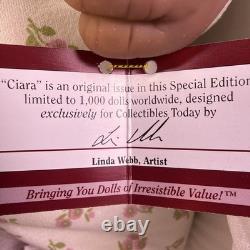 "Ciara" is an original issue in this Special Edition
limited to 1,000 dolls worldwide, designed
exclusively for Collectibles Today by
Linda Webb, Artist
Bringing You Dolls of Irresistible Value!™